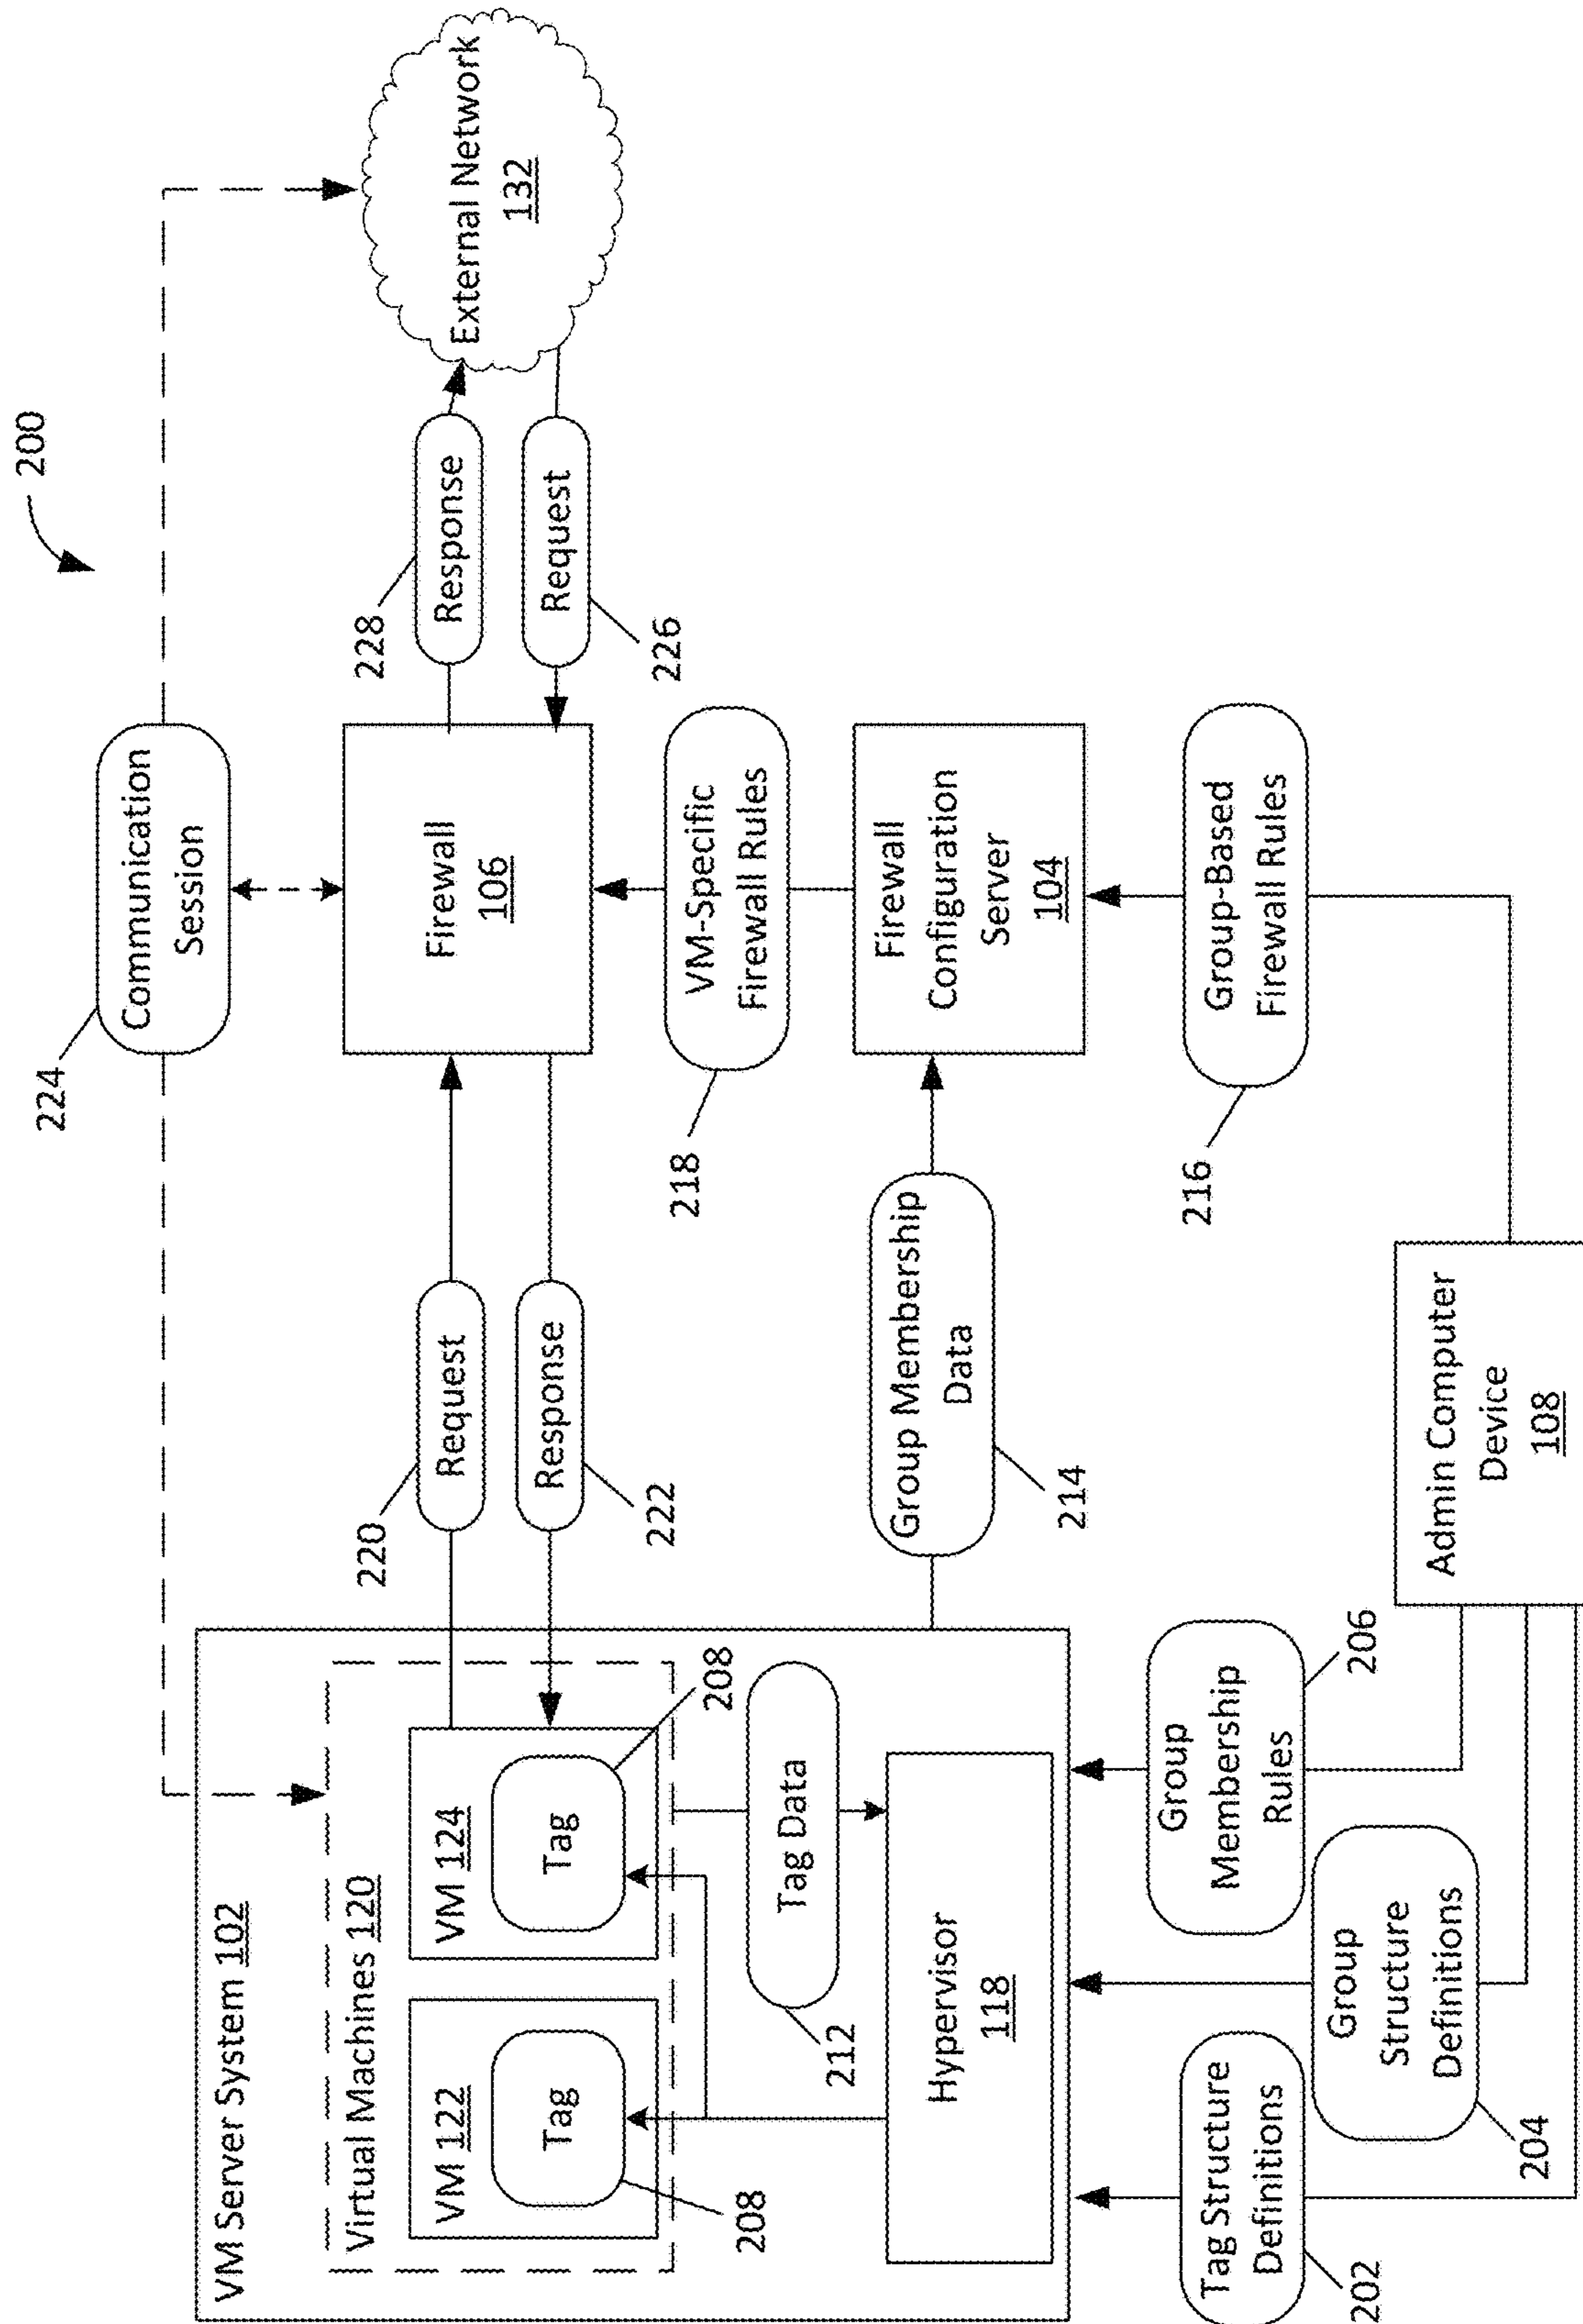 200
224
Communication
Session
VM Server System 102
Virtual Machines 120
VM 122
Tag
208
VM 124
Tag
208
220
Request
Response
222
Firewall
106
228
Response
Request
226
External Network
132
Tag Data
212
Hypervisor
118
218
VM-Specific
Firewall Rules
Group Membership
Data
214
Firewall
Configuration
Server
104
Tag Structure
Definitions
202
Group
Structure
Definitions
204
Group
Membership
Rules
206
216
Group-Based
Firewall Rules
Admin Computer
Device
108